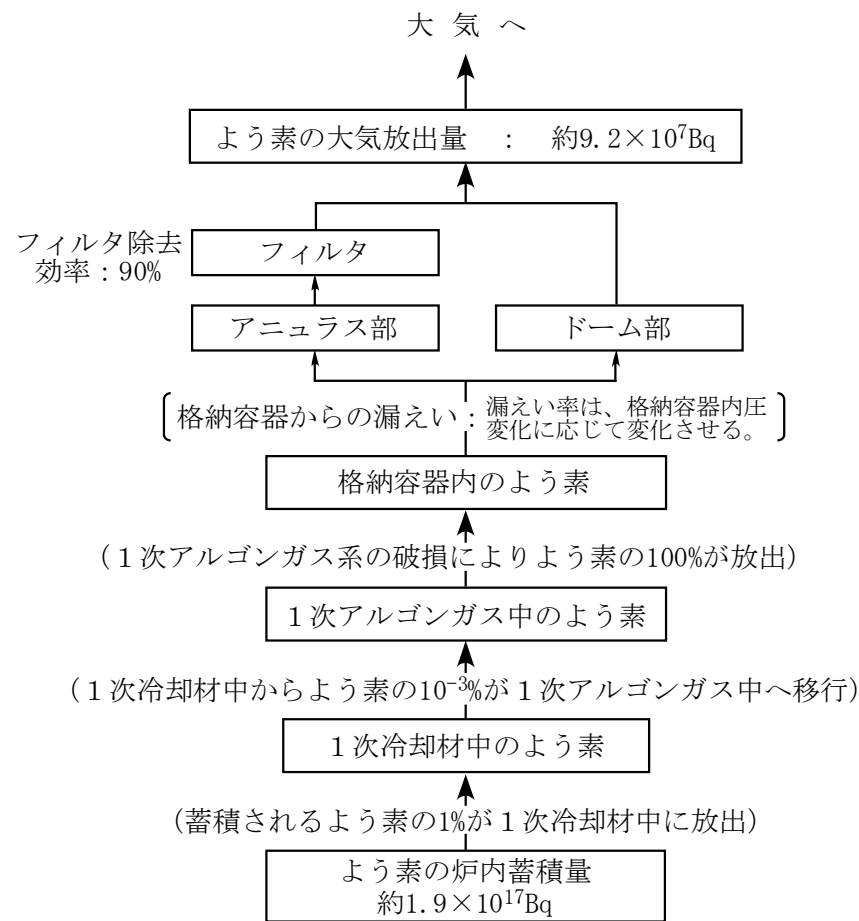 大 気 へ
よう素の大気放出量 : 約9.2×10⁷Bq
フィルタ除去
効率:90%
フィルタ
アニュラス部
ドーム部
格納容器からの漏えい:漏えい率は、格納容器内圧
変化に応じて変化させる。
格納容器内のよう素
(1次アルゴンガス系の破損によりよう素の100%が放出)
1次アルゴンガス中のよう素
(1次冷却材中からよう素の10⁻³%が1次アルゴンガス中へ移行)
1次冷却材中のよう素
(蓄積されるよう素の1%が1次冷却材中に放出)
よう素の炉内蓄積量
約1.9×10¹⁷Bq